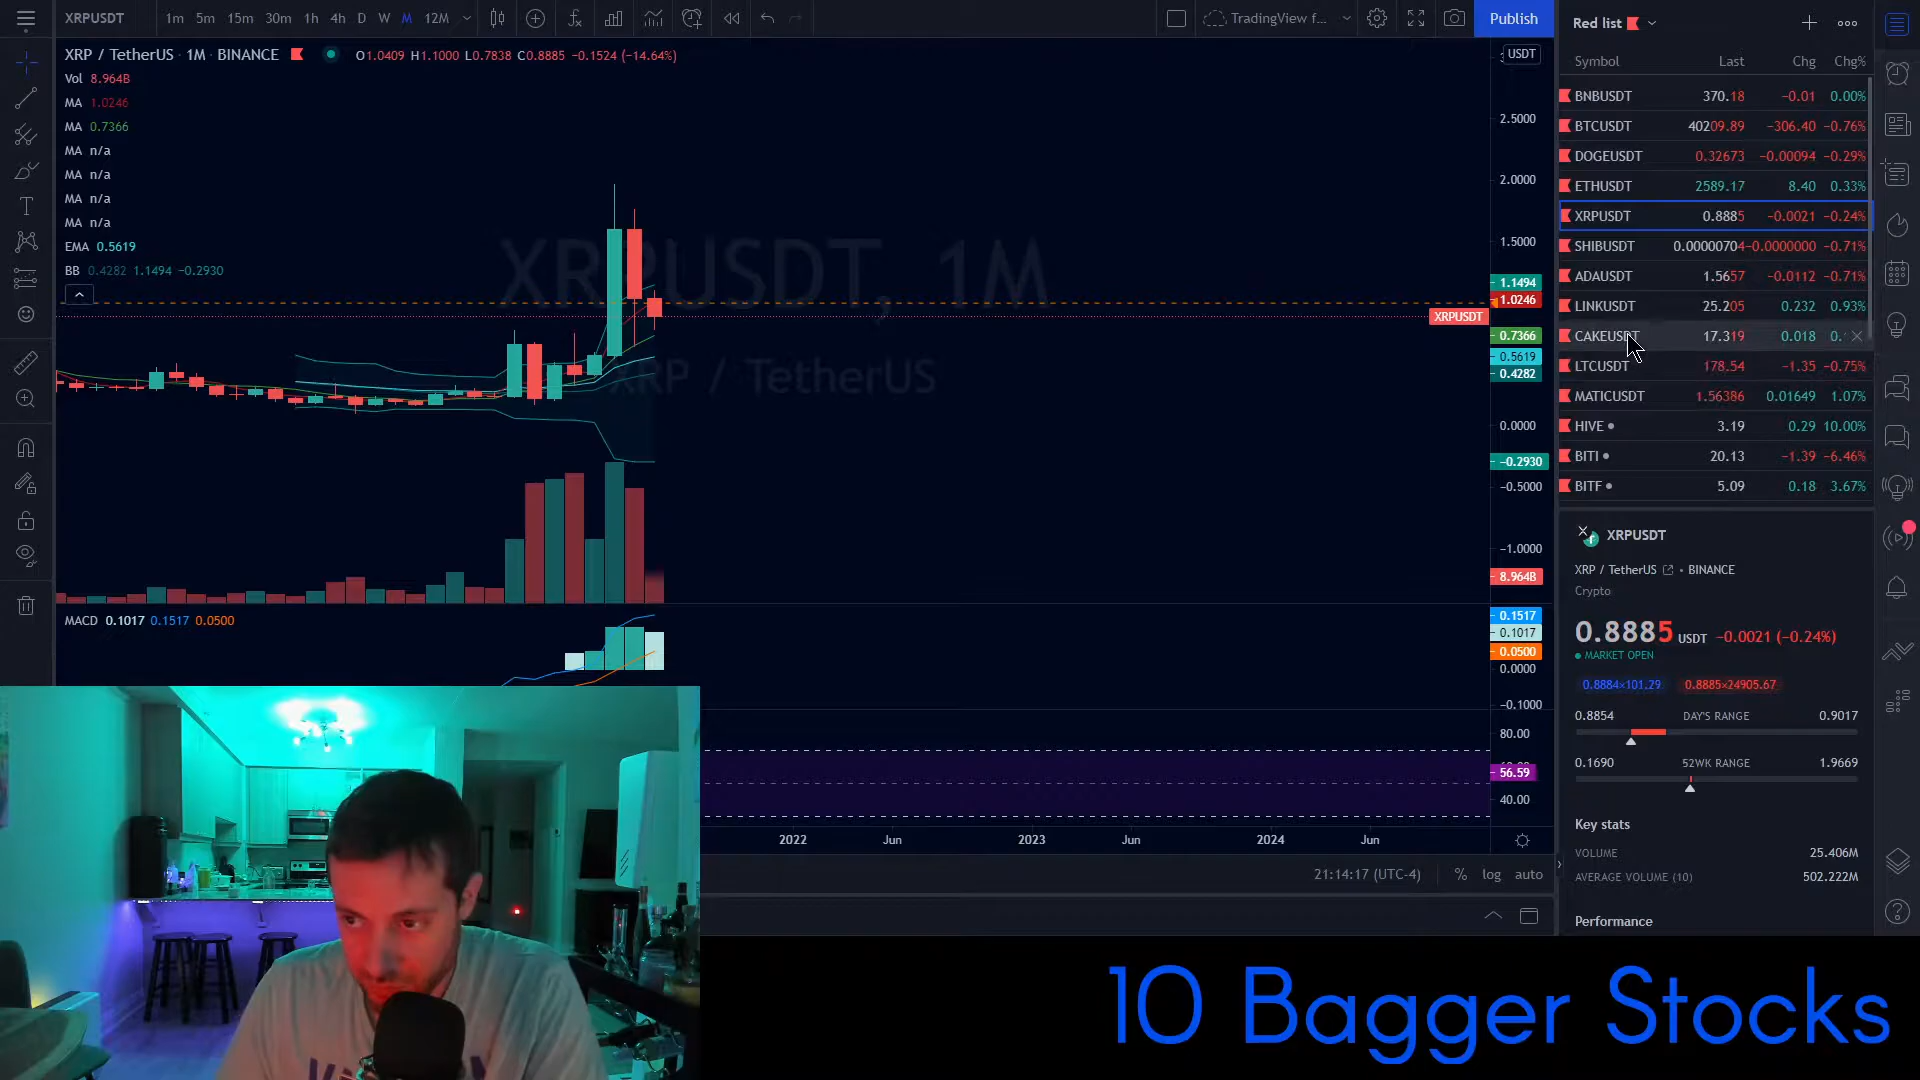 XRPUSDT 1m 5m 15m 30m 1h 4h D W M 12M TradingView f... Publish
XRP / TetherUS · 1M · BINANCE O1.0409 H1.1000 L0.7838 C0.8885 −0.1524 (−14.64%)
Vol 8.964B
MA 1.0246
MA 0.7366
MA n/a
MA n/a
MA n/a
MA n/a
EMA 0.5619
BB 0.4282 1.1494 −0.2930
XRPUSDT, 1M
XRP / TetherUS
USDT
2.5000
2.0000
1.5000
1.1494
1.0246
XRPUSDT
0.7366
0.5619
0.4282
0.0000
−0.2930
−0.5000
−1.0000
8.964B
MACD 0.1017 0.1517 0.0500
0.1517
0.1017
0.0500
0.0000
−0.1000
80.00
56.59
40.00
2022 Jun 2023 Jun 2024 Jun
21:14:17 (UTC-4) % log auto
Red list
Symbol Last Chg Chg%
BNBUSDT 370.18 −0.01 0.00%
BTCUSDT 40209.89 −306.40 −0.76%
DOGEUSDT 0.32673 −0.00094 −0.29%
ETHUSDT 2589.17 8.40 0.33%
XRPUSDT 0.8885 −0.0021 −0.24%
SHIBUSDT 0.00000704 −0.0000000 −0.71%
ADAUSDT 1.5657 −0.0112 −0.71%
LINKUSDT 25.205 0.232 0.93%
CAKEUSDT 17.319 0.018 0.
LTCUSDT 178.54 −1.35 −0.75%
MATICUSDT 1.56386 0.01649 1.07%
HIVE 3.19 0.29 10.00%
BITI 20.13 −1.39 −6.46%
BITF 5.09 0.18 3.67%
XRPUSDT
XRP / TetherUS • BINANCE
Crypto
0.8885 USDT −0.0021 (−0.24%)
MARKET OPEN
0.8884×101.29 0.8885×24905.67
0.8854 DAY'S RANGE 0.9017
0.1690 52WK RANGE 1.9669
Key stats
VOLUME 25.406M
AVERAGE VOLUME (10) 502.222M
Performance
10 Bagger Stocks